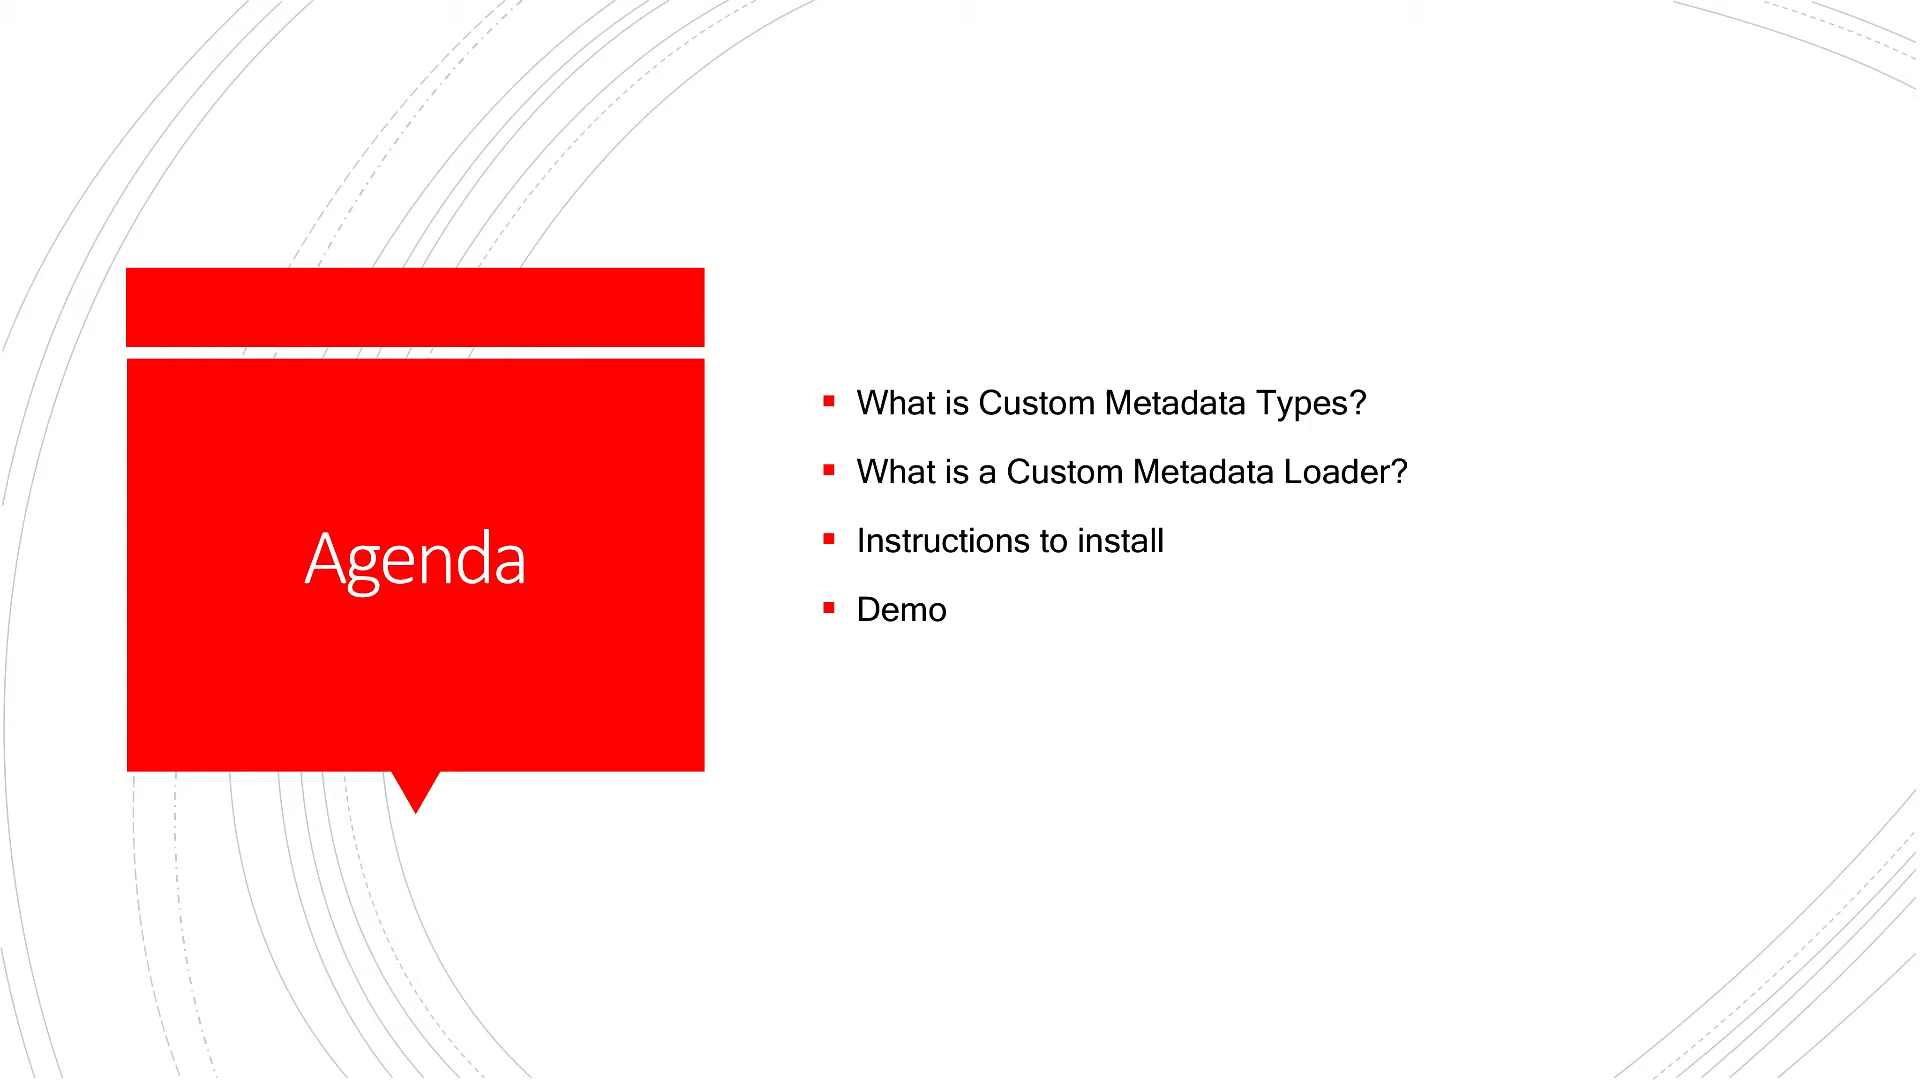 Agenda
What is Custom Metadata Types?
What is a Custom Metadata Loader?
Instructions to install
Demo